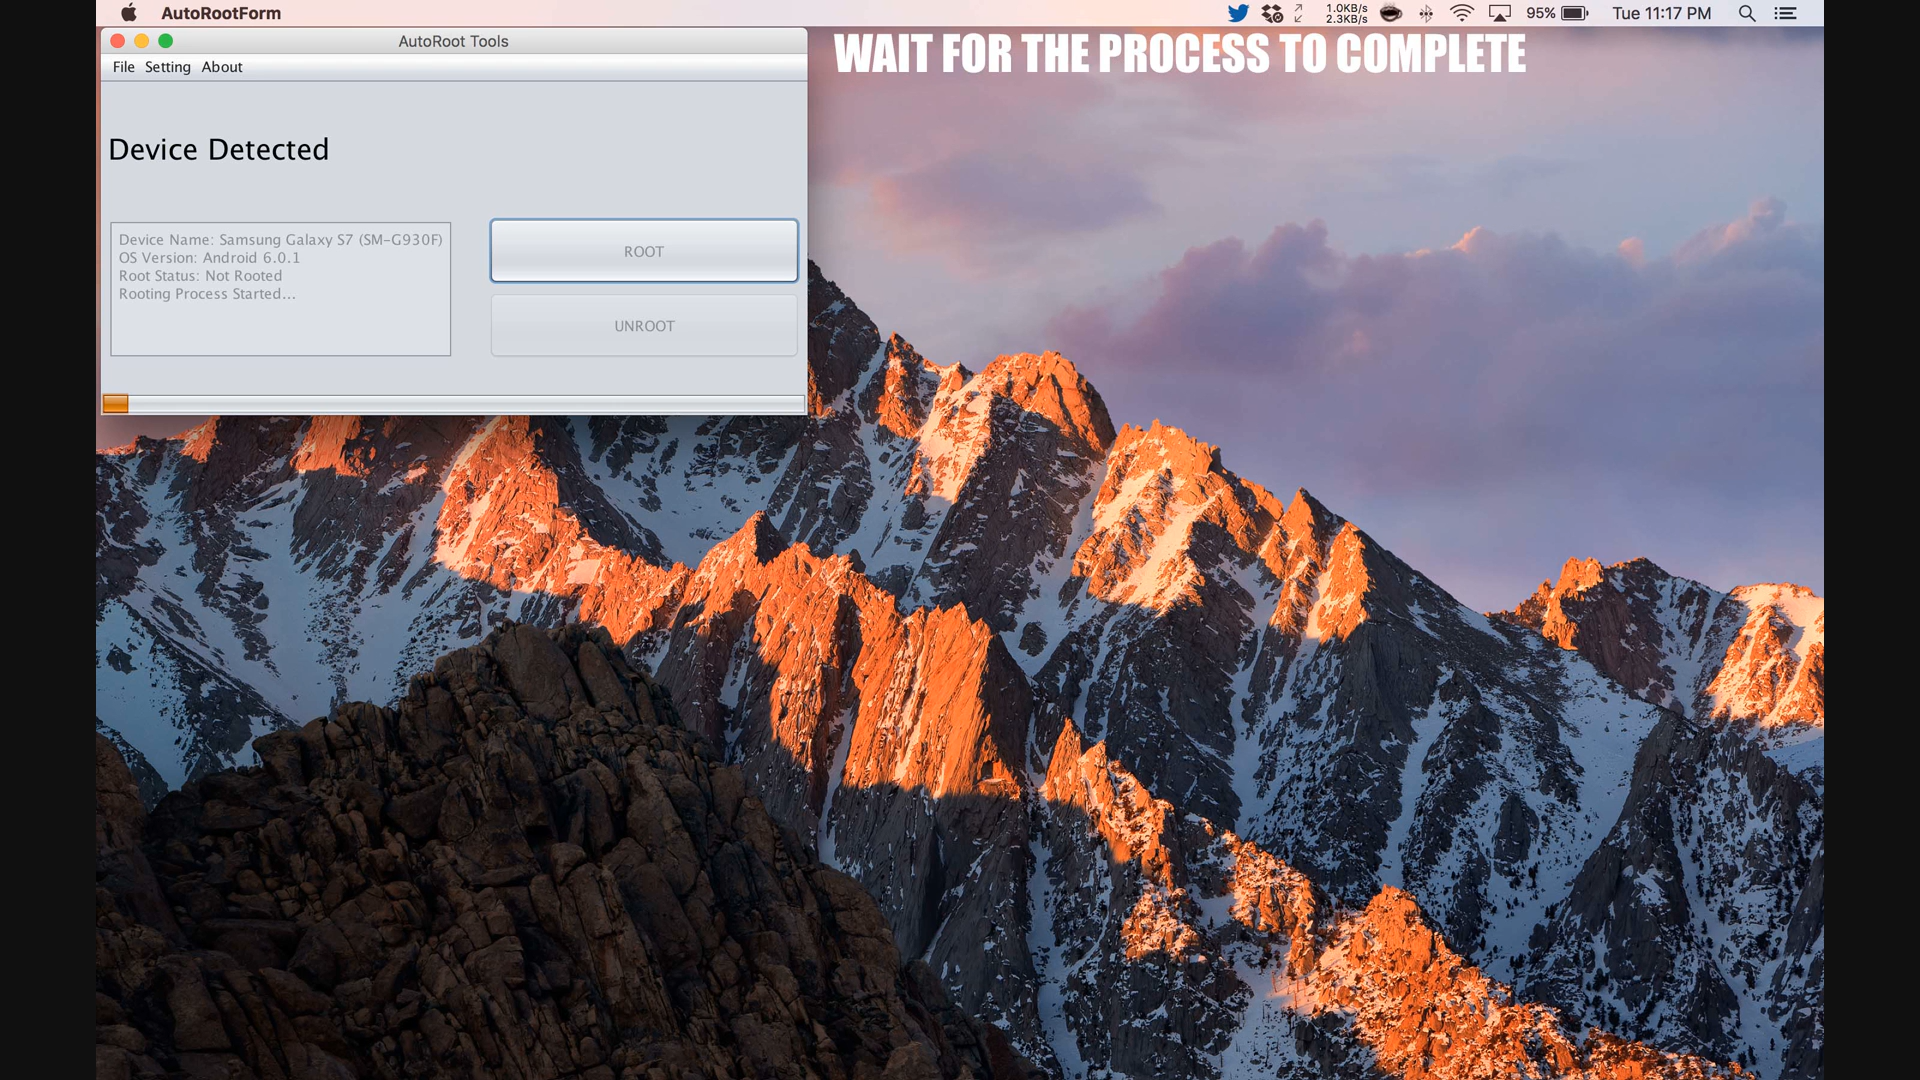 AutoRootForm
1.0KB/s
2.3KB/s
95%
Tue 11:17 PM
AutoRoot Tools
WAIT FOR THE PROCESS TO COMPLETE
File Setting About
Device Detected
Device Name: Samsung Galaxy S7 (SM-G930F)
OS Version: Android 6.0.1
Root Status: Not Rooted
Rooting Process Started...
ROOT
UNROOT